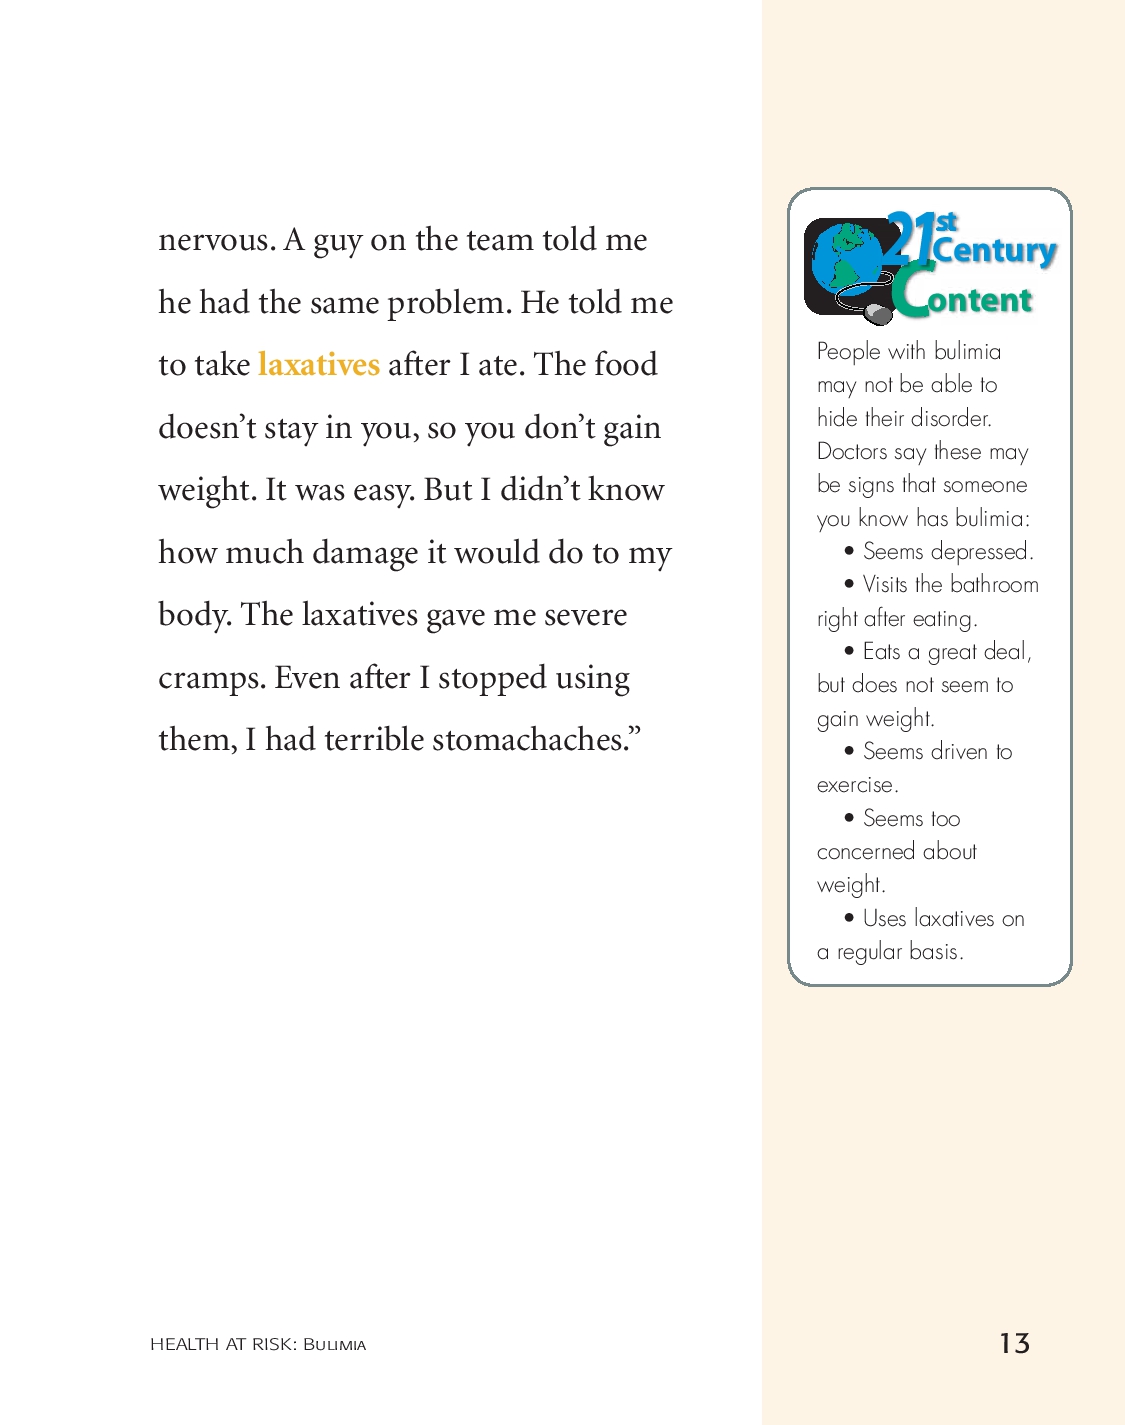 nervous. A guy on the team told me
he had the same problem. He told me
to take laxatives after I ate. The food
doesn’t stay in you, so you don’t gain
weight. It was easy. But I didn’t know
how much damage it would do to my
body. The laxatives gave me severe
cramps. Even after I stopped using
them, I had terrible stomachaches.”
21st
Century
Content
People with bulimia
may not be able to
hide their disorder.
Doctors say these may
be signs that someone
you know has bulimia:
• Seems depressed.
• Visits the bathroom
right after eating.
• Eats a great deal,
but does not seem to
gain weight.
• Seems driven to
exercise.
• Seems too
concerned about
weight.
• Uses laxatives on
a regular basis.
HEALTH AT RISK: Bulimia
13